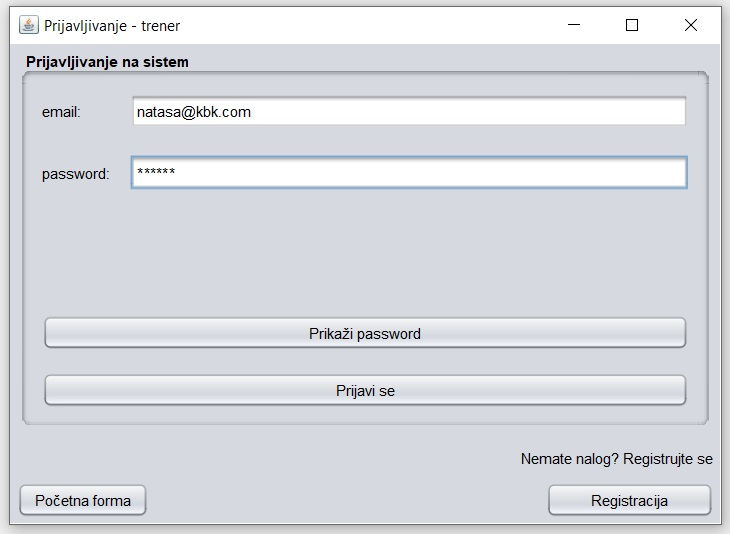 Prijavljivanje - trener
Prijavljivanje na sistem
email: natasa@kbk.com
password: ******
Prikaži password
Prijavi se
Nemate nalog? Registrujte se
Početna forma Registracija